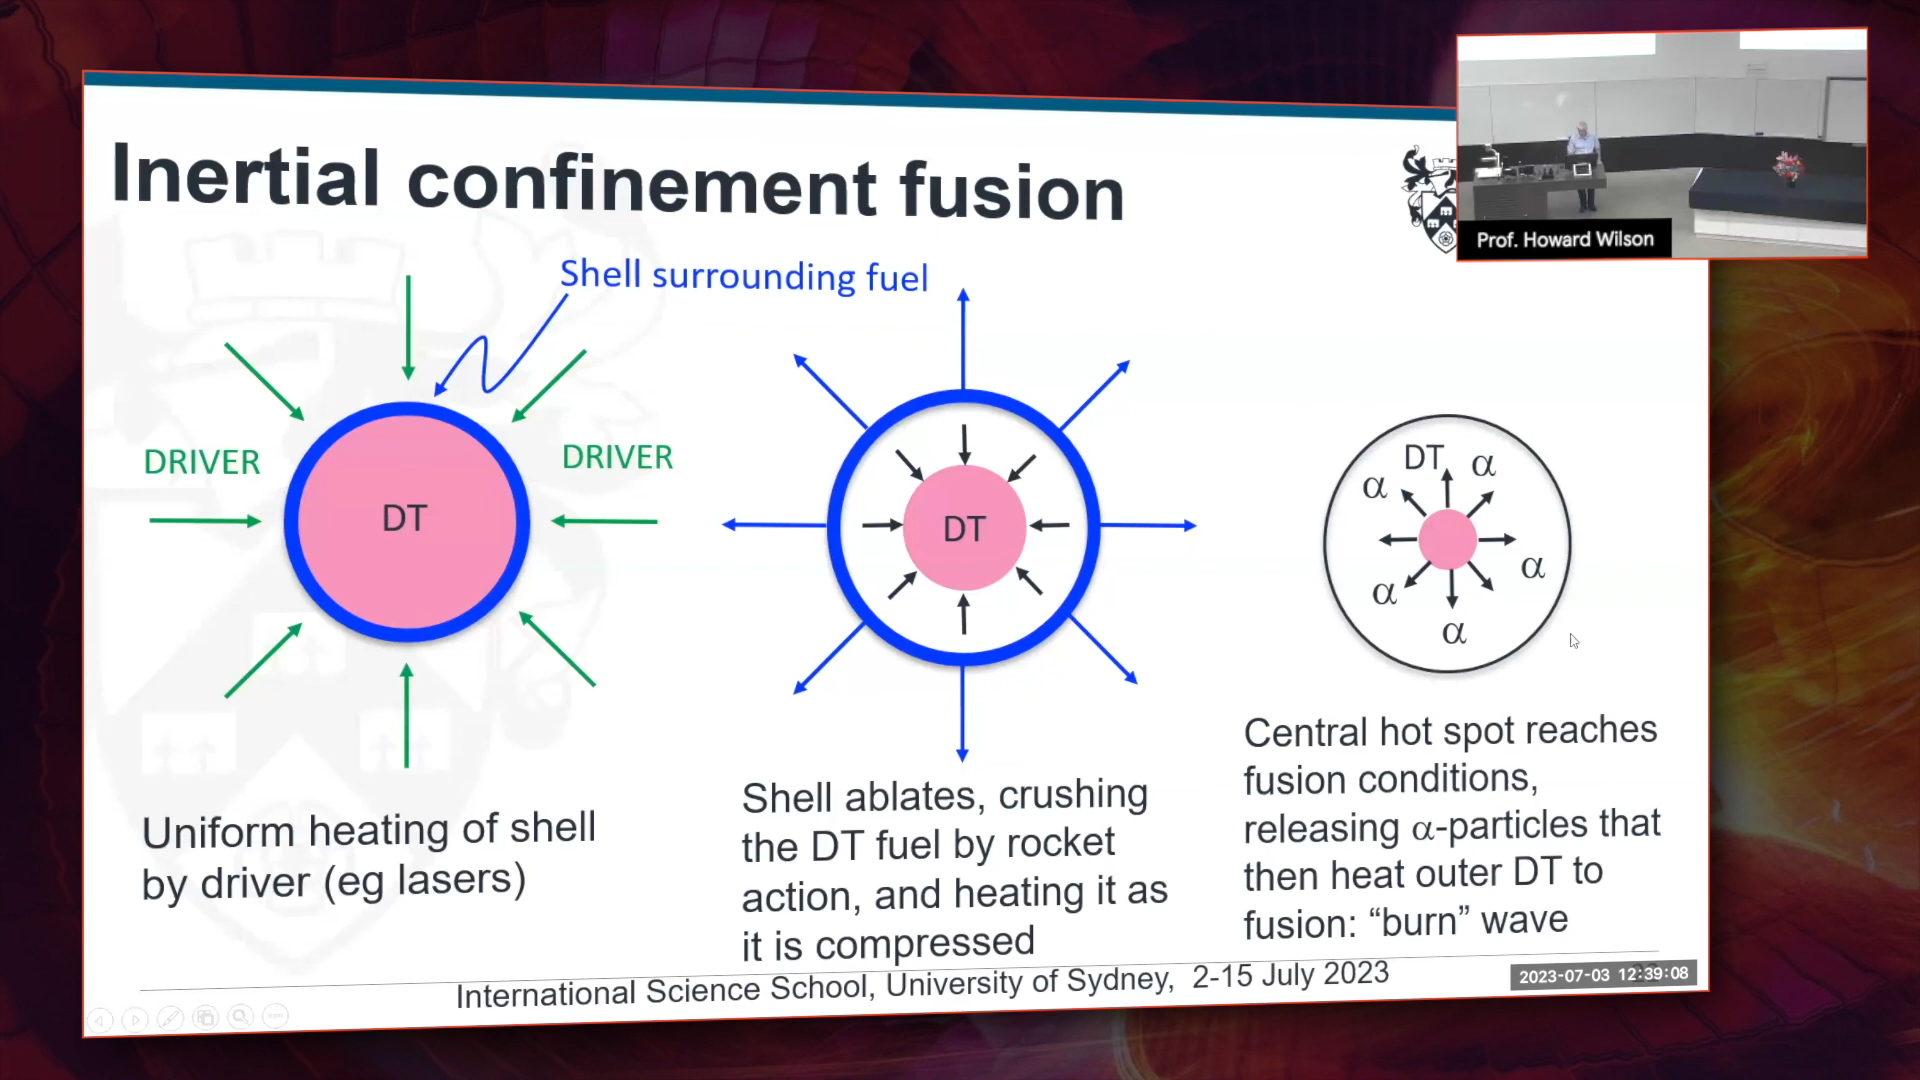 Inertial confinement fusion
Prof. Howard Wilson
Shell surrounding fuel
DRIVER
DRIVER
DT
DT
DT
α
α
α
α
α
Uniform heating of shell
by driver (eg lasers)
Shell ablates, crushing
the DT fuel by rocket
action, and heating it as
it is compressed
Central hot spot reaches
fusion conditions,
releasing α-particles that
then heat outer DT to
fusion: “burn” wave
International Science School, University of Sydney, 2-15 July 2023
2023-07-03 12:39:08